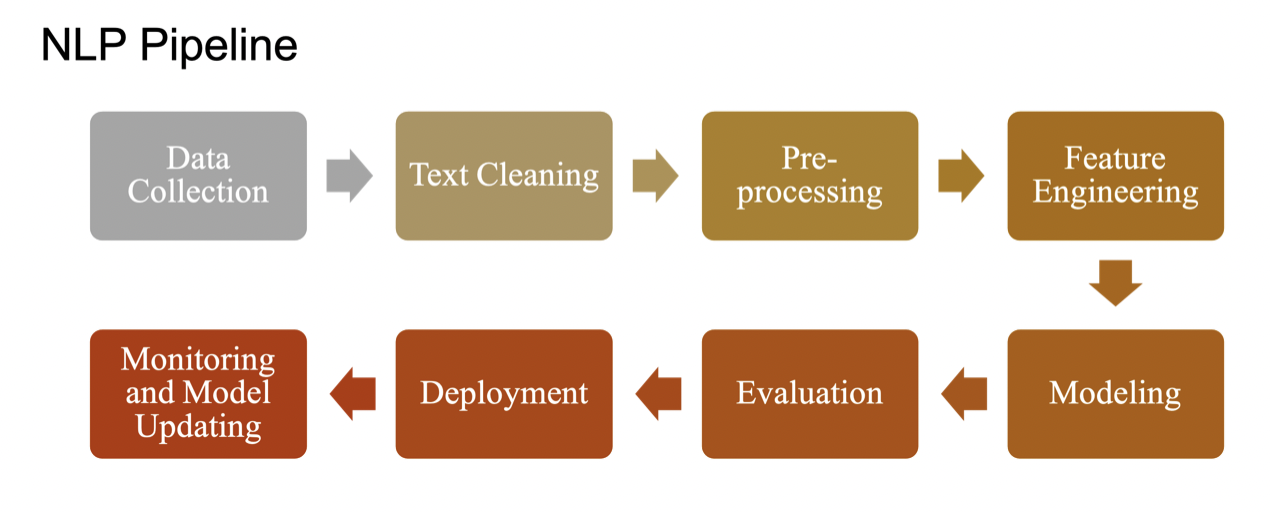 NLP Pipeline
Data
Collection
Text Cleaning
Pre-
processing
Feature
Engineering
Modeling
Evaluation
Deployment
Monitoring
and Model
Updating